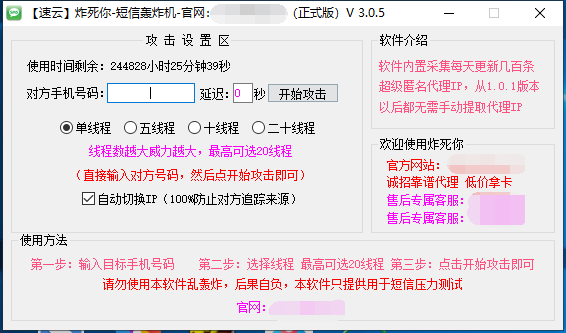 【速云】炸死你-短信轰炸机-官网: (正式版) V 3.0.5
攻 击 设 置 区
使用时间剩余: 244828小时25分钟39秒
对方手机号码: 延迟: 0 秒 开始攻击
单线程 五线程 十线程 二十线程
线程数越大威力越大，最高可选20线程
（直接输入对方号码，然后点开始攻击即可）
自动切换IP（100%防止对方追踪来源）
软件介绍
软件内置采集每天更新几百条
超级匿名代理IP，从1.0.1版本
以后都无需手动提取代理IP
欢迎使用炸死你
官方网站:
诚招靠谱代理 低价拿卡
售后专属客服:
售后专属客服:
使用方法
第一步: 输入目标手机号码 第二步: 选择线程 最高可选20线程 第三步: 点击开始攻击即可
请勿使用本软件乱轰炸，后果自负，本软件只提供用于短信压力测试
官网: